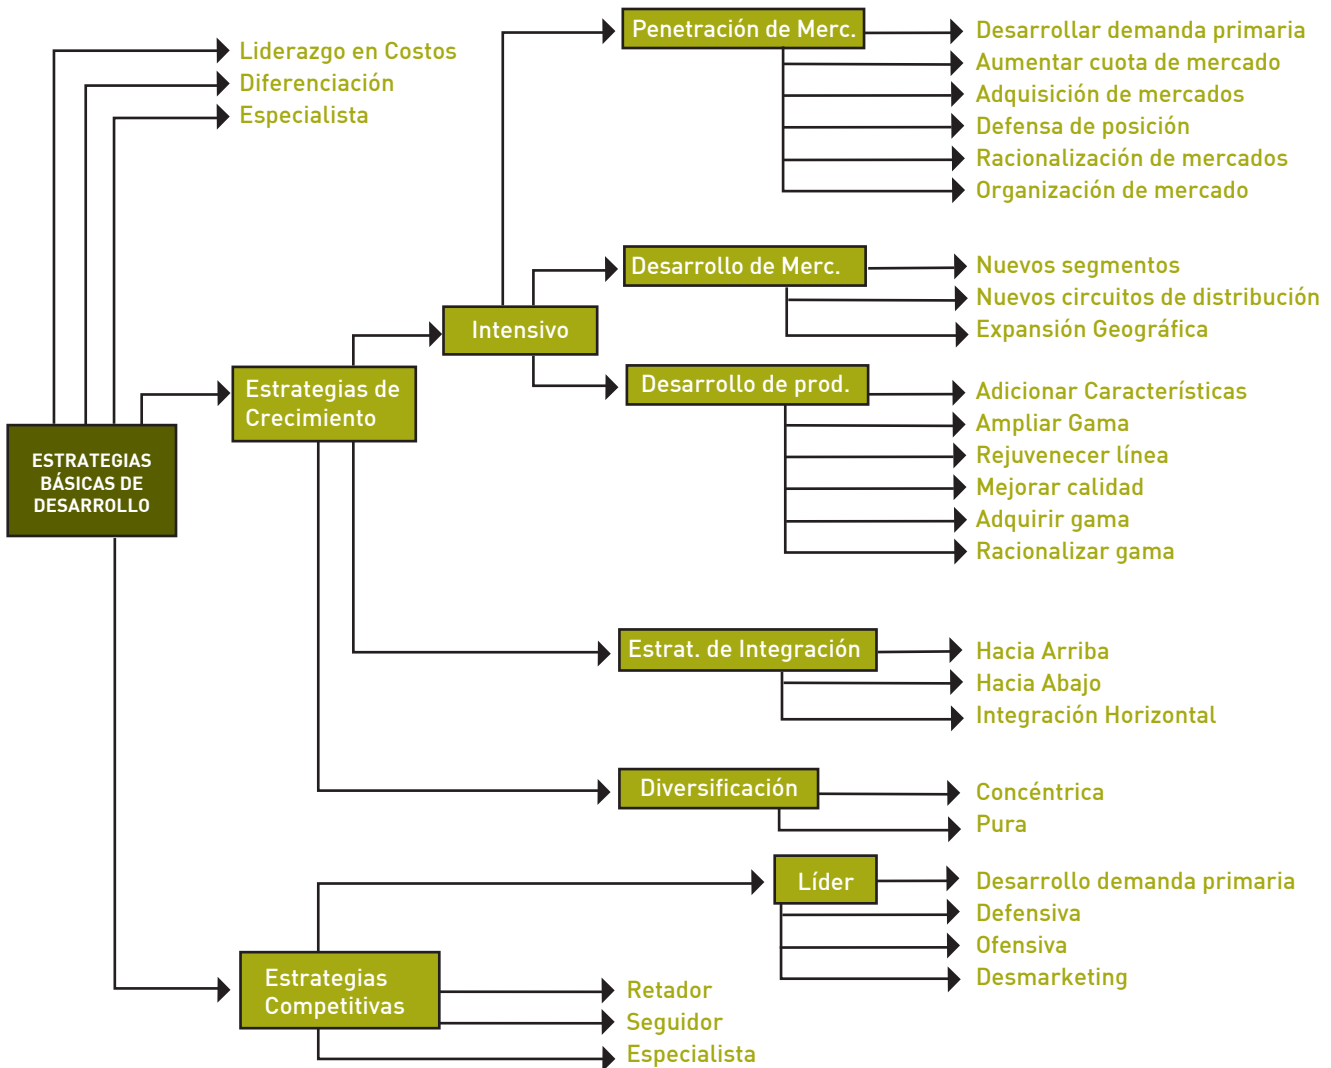 Liderazgo en Costos
Diferenciación
Especialista
Penetración de Merc.
Desarrollar demanda primaria
Aumentar cuota de mercado
Adquisición de mercados
Defensa de posición
Racionalización de mercados
Organización de mercado
Desarrollo de Merc.
Nuevos segmentos
Nuevos circuitos de distribución
Expansión Geográfica
Intensivo
Desarrollo de prod.
Adicionar Características
Ampliar Gama
Rejuvenecer línea
Mejorar calidad
Adquirir gama
Racionalizar gama
Estrategias de
Crecimiento
ESTRATEGIAS
BÁSICAS DE
DESARROLLO
Estrat. de Integración
Hacia Arriba
Hacia Abajo
Integración Horizontal
Diversificación
Concéntrica
Pura
Líder
Desarrollo demanda primaria
Defensiva
Ofensiva
Desmarketing
Estrategias
Competitivas
Retador
Seguidor
Especialista